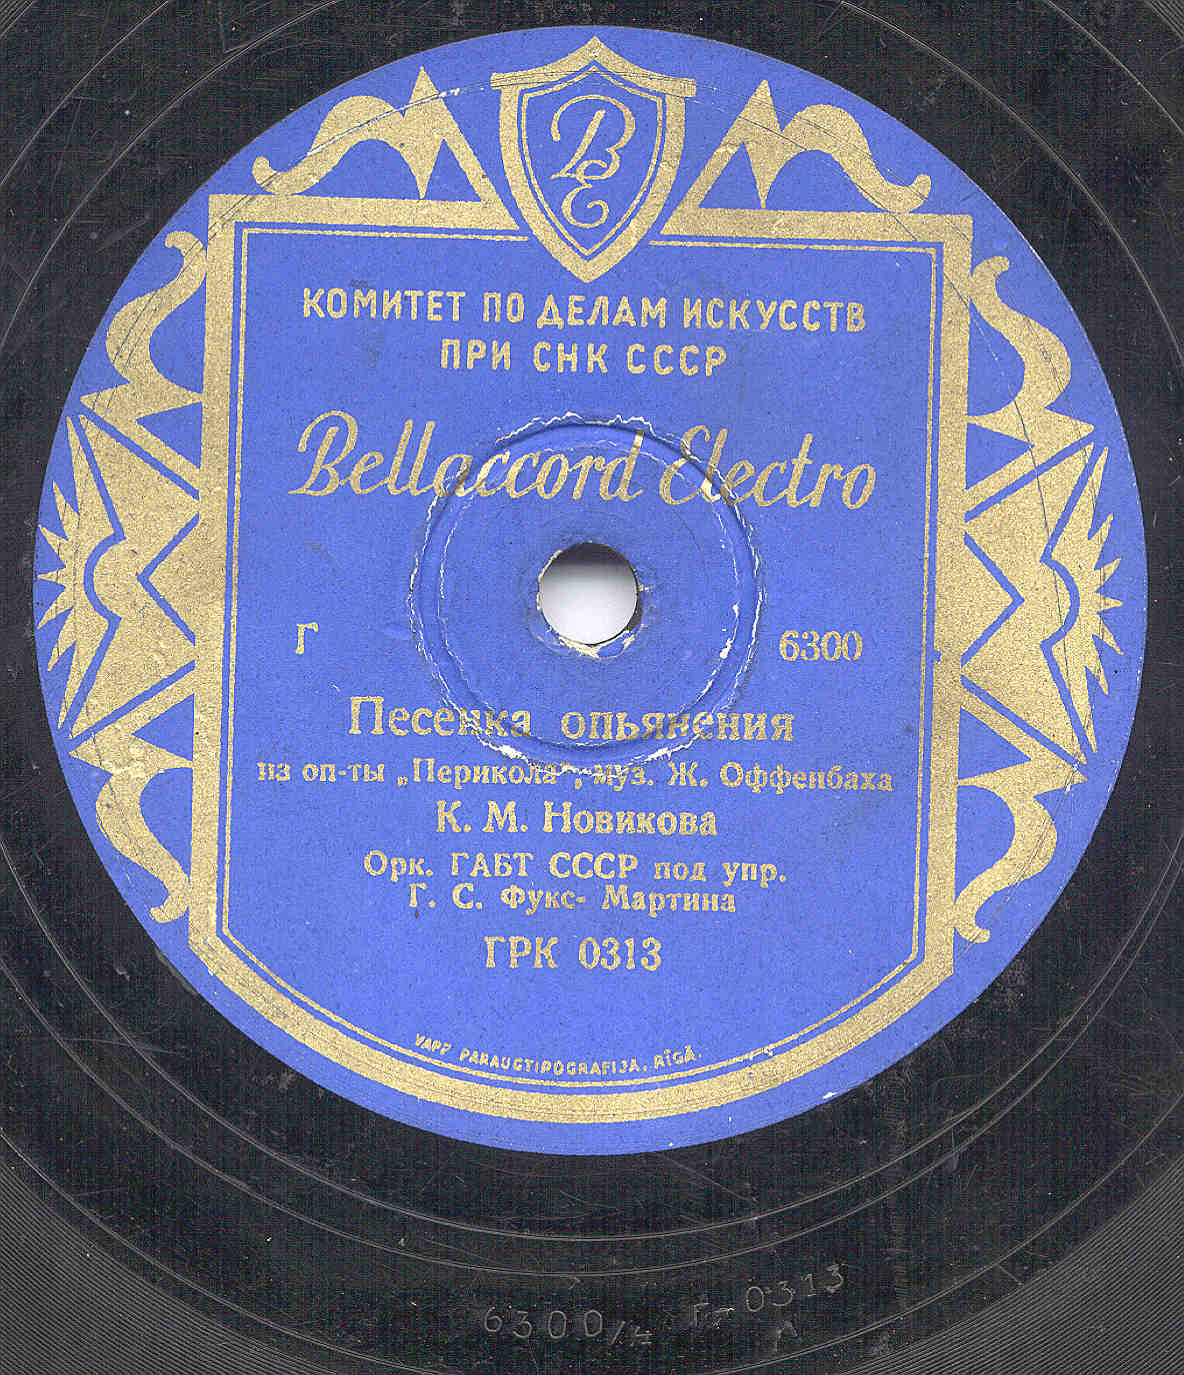 B
E
КОМИТЕТ ПО ДЕЛАМ ИСКУССТВ
ПРИ СНК СССР
Bellaccord Electro
Г 6300
Песенка опьянения
из оп-ты „Перикола", муз. Ж. Оффенбаха
К. М. Новикова
Орк. ГАБТ СССР под упр.
Г. С. Фукс- Мартина
ГРК 0313
VAPP PARAUGTIPOGRAFIJA, RĪGĀ.
6300/4 Г-0313